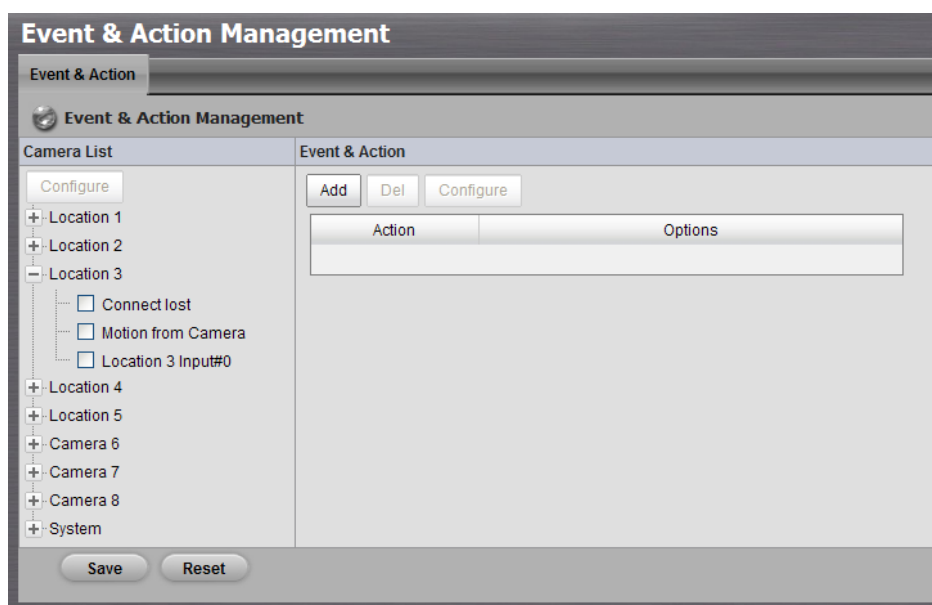 Event & Action Management
Event & Action
Event & Action Management
Camera List
Event & Action
Configure
Add Del Configure
Action Options
Location 1
Location 2
Location 3
Connect lost
Motion from Camera
Location 3 Input#0
Location 4
Location 5
Camera 6
Camera 7
Camera 8
System
Save Reset